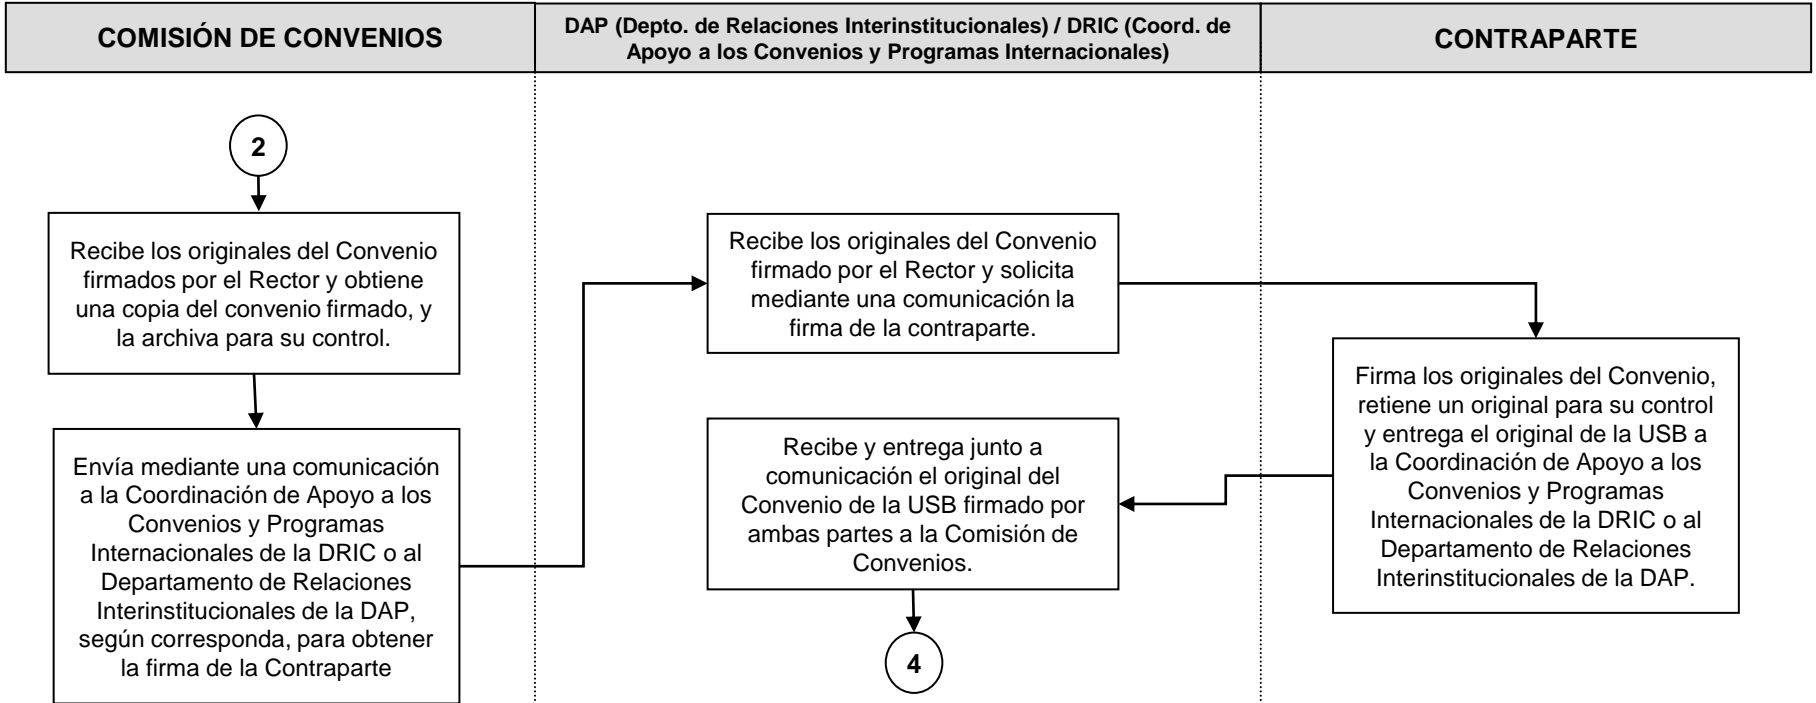 COMISIÓN DE CONVENIOS
DAP (Depto. de Relaciones Interinstitucionales) / DRIC (Coord. de
Apoyo a los Convenios y Programas Internacionales)
CONTRAPARTE
2
Recibe los originales del Convenio
firmados por el Rector y obtiene
una copia del convenio firmado, y
la archiva para su control.
Envía mediante una comunicación
a la Coordinación de Apoyo a los
Convenios y Programas
Internacionales de la DRIC o al
Departamento de Relaciones
Interinstitucionales de la DAP,
según corresponda, para obtener
la firma de la Contraparte
Recibe los originales del Convenio
firmado por el Rector y solicita
mediante una comunicación la
firma de la contraparte.
Firma los originales del Convenio,
retiene un original para su control
y entrega el original de la USB a
la Coordinación de Apoyo a los
Convenios y Programas
Internacionales de la DRIC o al
Departamento de Relaciones
Interinstitucionales de la DAP.
Recibe y entrega junto a
comunicación el original del
Convenio de la USB firmado por
ambas partes a la Comisión de
Convenios.
4